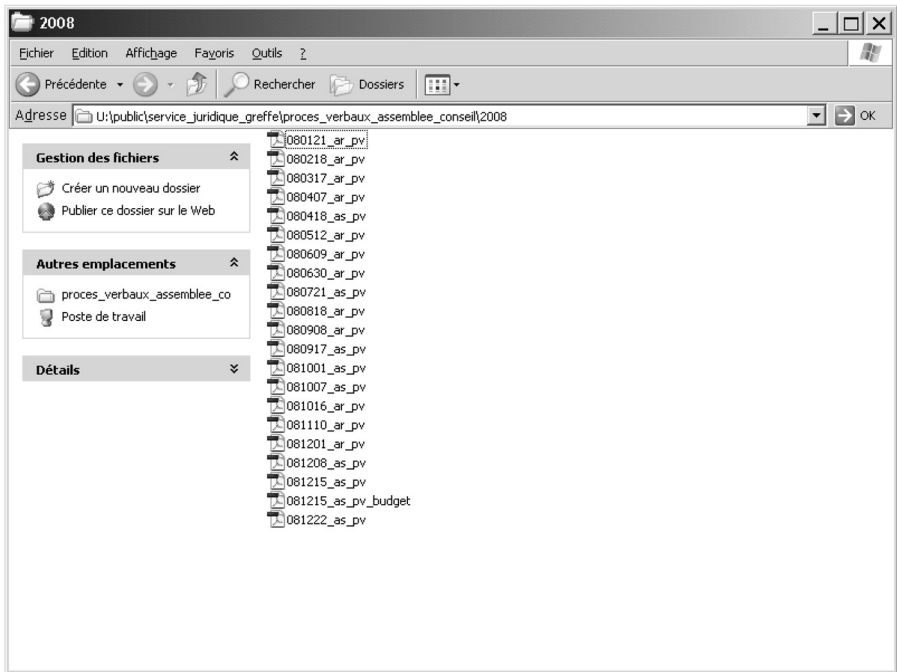 2008
Fichier Edition Affichage Favoris Outils ?
Précédente Rechercher Dossiers
Adresse U:\public\service_juridique_greffe\proces_verbaux_assemblee_conseil\2008 OK
Gestion des fichiers
Créer un nouveau dossier
Publier ce dossier sur le Web
Autres emplacements
proces_verbaux_assemblee_co
Poste de travail
Détails
080121_ar_pv
080218_ar_pv
080317_ar_pv
080407_ar_pv
080418_as_pv
080512_ar_pv
080609_ar_pv
080630_ar_pv
080721_as_pv
080818_ar_pv
080908_ar_pv
080917_as_pv
081001_as_pv
081007_as_pv
081016_ar_pv
081110_ar_pv
081201_ar_pv
081208_as_pv
081215_as_pv
081215_as_pv_budget
081222_as_pv